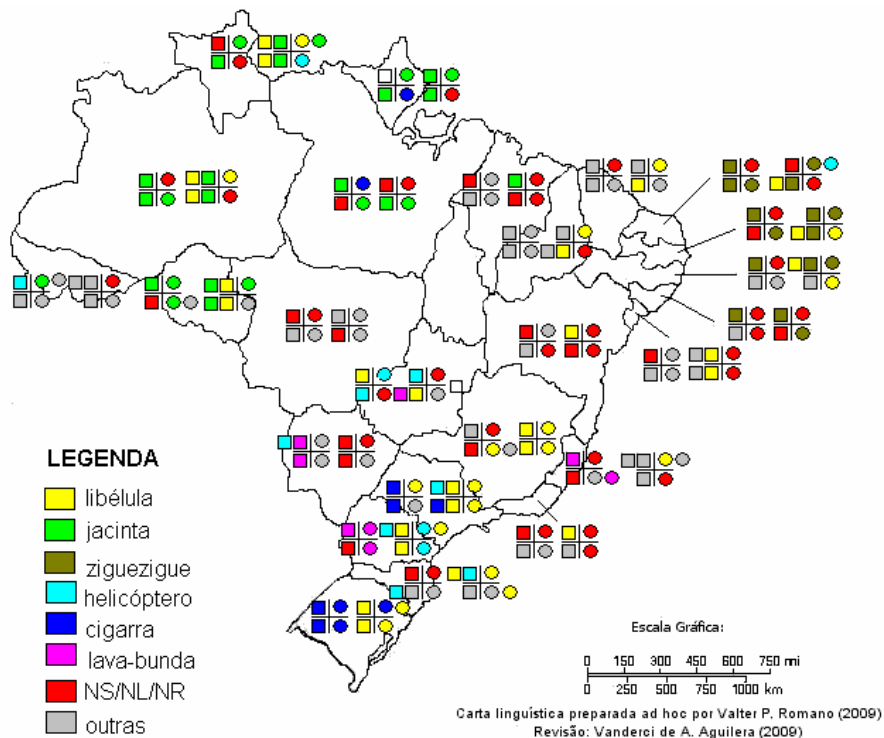 LEGENDA
libélula
jacinta
ziguezigue
helicóptero
cigarra
lava-bunda
NS/NL/NR
outras
Escala Gráfica:
0 150 300 450 600 750 mi
0 250 500 750 1000 km
Carta linguística preparada ad hoc por Valter P. Romano (2009)
Revisão: Vanderci de A. Aguilera (2009)